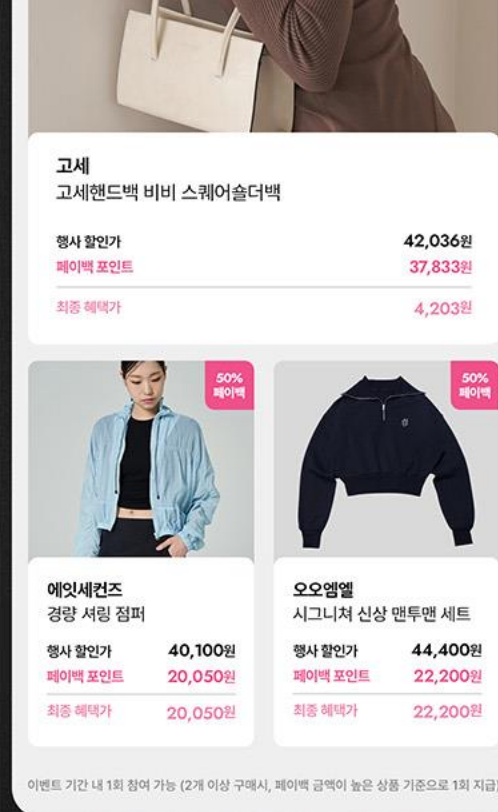 고세
고세핸드백 비비 스퀘어숄더백
행사 할인가 42,036원
페이백 포인트 37,833원
최종 혜택가 4,203원
50%
페이백
50%
페이백
에잇세컨즈
경량 셔링 점퍼
행사 할인가 40,100원
페이백 포인트 20,050원
최종 혜택가 20,050원
오오엠엘
시그니쳐 신상 맨투맨 세트
행사 할인가 44,400원
페이백 포인트 22,200원
최종 혜택가 22,200원
이벤트 기간 내 1회 참여 가능 (2개 이상 구매시, 페이백 금액이 높은 상품 기준으로 1회 지급)